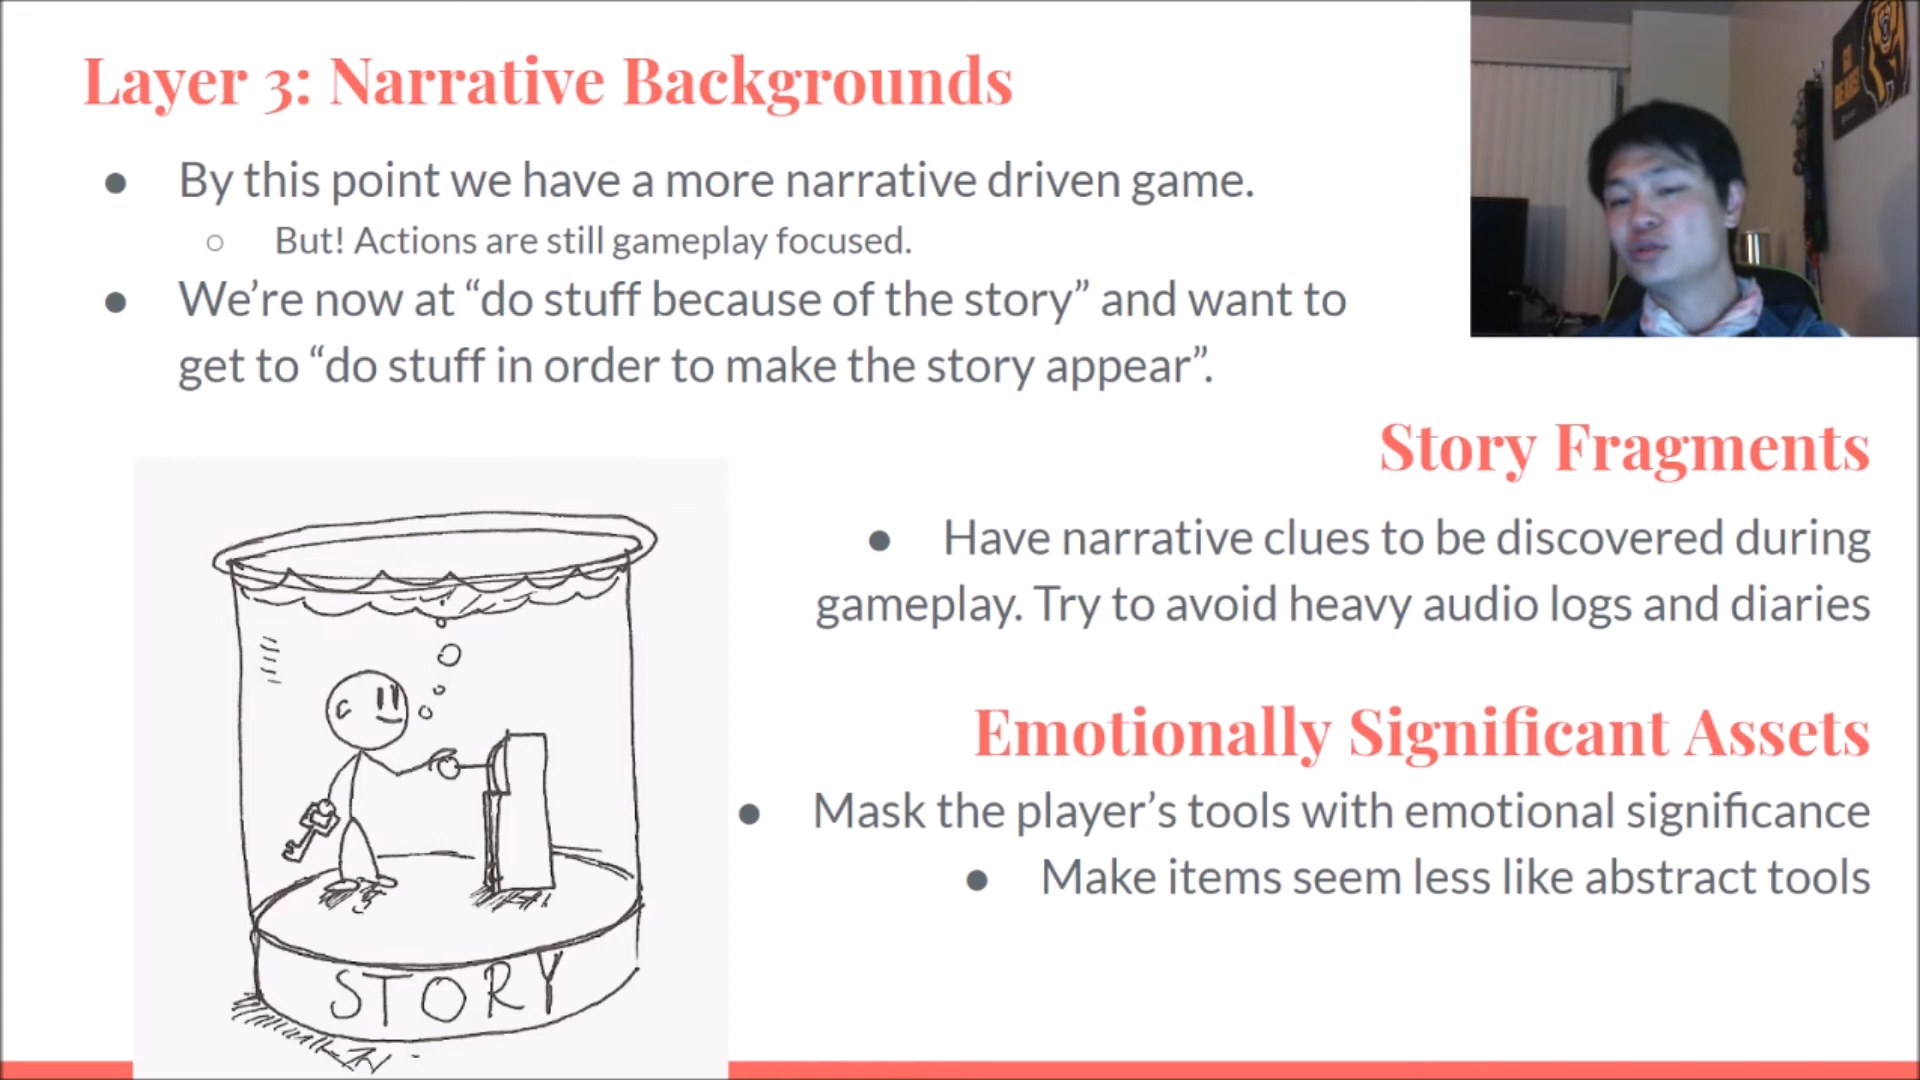 Layer 3: Narrative Backgrounds
● By this point we have a more narrative driven game.
○ But! Actions are still gameplay focused.
● We’re now at “do stuff because of the story” and want to
get to “do stuff in order to make the story appear”.
Story Fragments
● Have narrative clues to be discovered during
gameplay. Try to avoid heavy audio logs and diaries
Emotionally Significant Assets
● Mask the player’s tools with emotional significance
● Make items seem less like abstract tools
STORY
GO
BEARS!